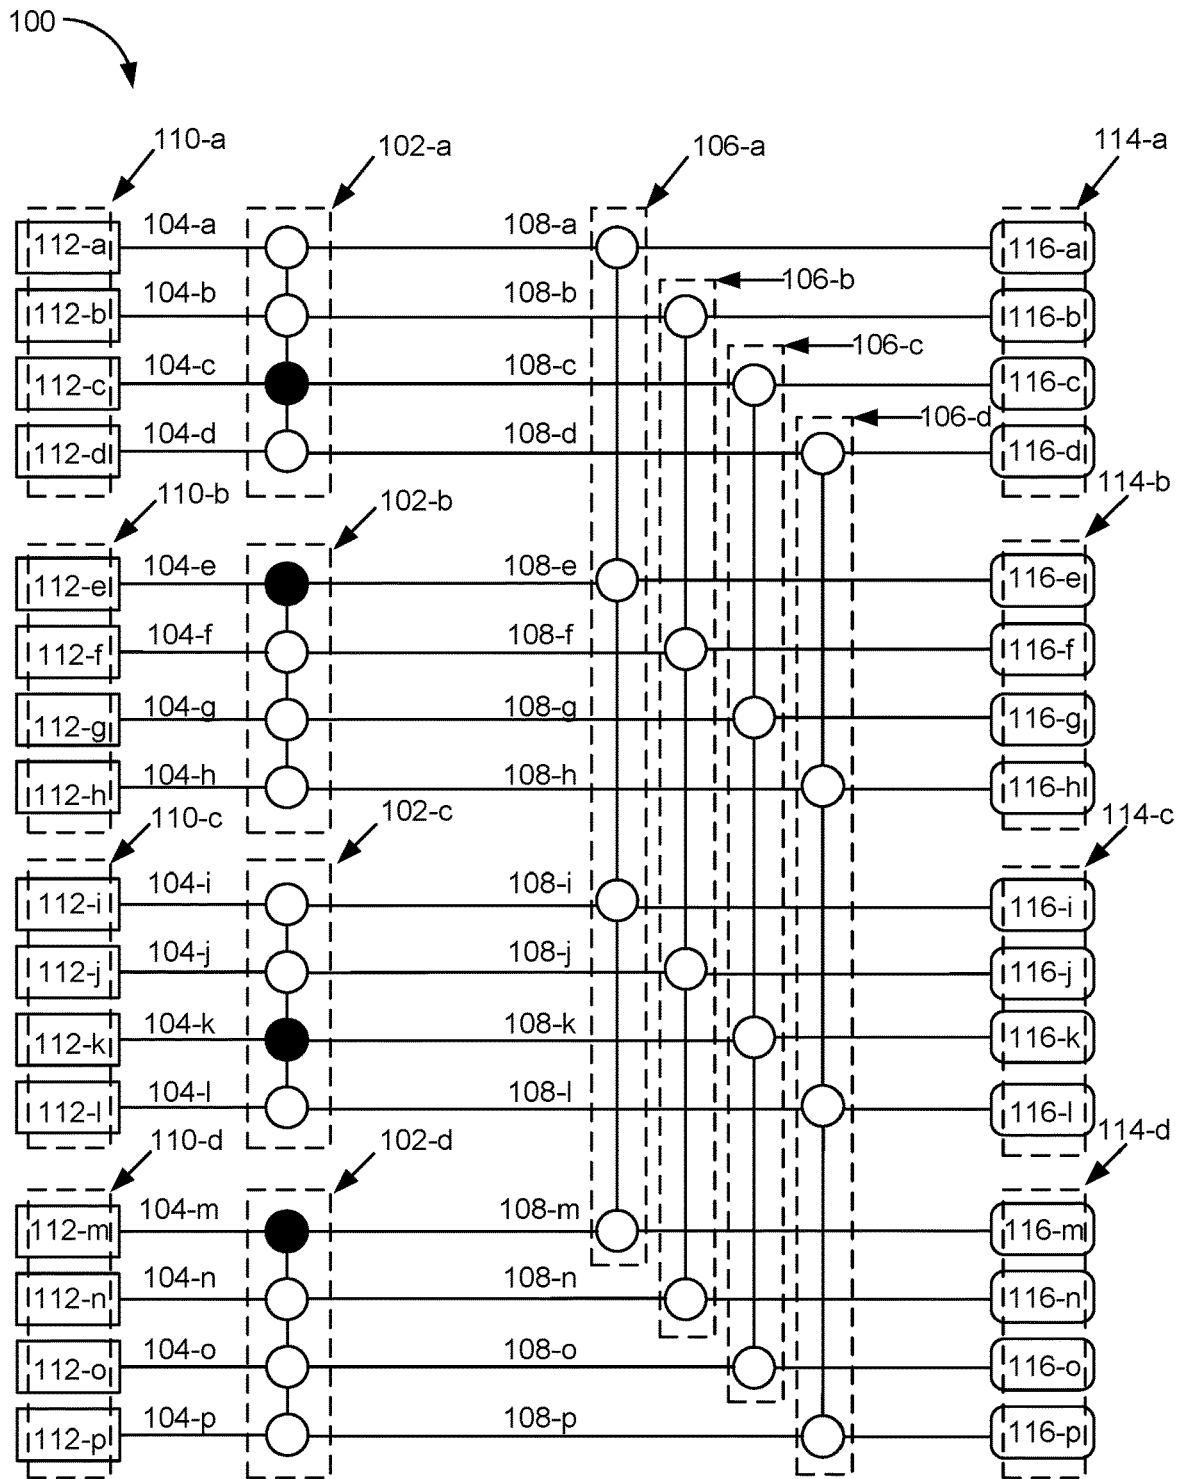 100
110-a 102-a 106-a 114-a
112-a 104-a 108-a 116-a
106-b
112-b 104-b 108-b 116-b
106-c
112-c 104-c 108-c 116-c
106-d
112-d 104-d 108-d 116-d
110-b 102-b 114-b
112-e 104-e 108-e 116-e
112-f 104-f 108-f 116-f
112-g 104-g 108-g 116-g
112-h 104-h 108-h 116-h
110-c 102-c 114-c
112-i 104-i 108-i 116-i
112-j 104-j 108-j 116-j
112-k 104-k 108-k 116-k
112-l 104-l 108-l 116-l
110-d 102-d 114-d
112-m 104-m 108-m 116-m
112-n 104-n 108-n 116-n
112-o 104-o 108-o 116-o
112-p 104-p 108-p 116-p